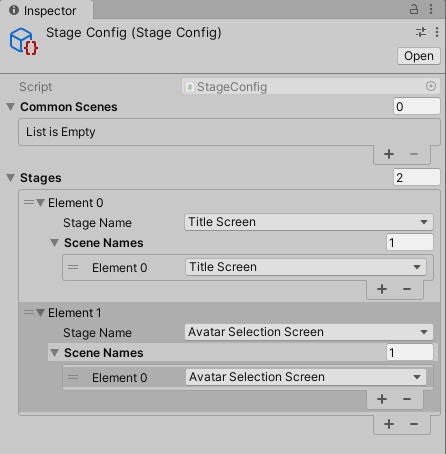 Inspector
Stage Config (Stage Config)
Open
Script StageConfig
Common Scenes 0
List is Empty
+ −
Stages 2
Element 0
Stage Name Title Screen
Scene Names 1
Element 0 Title Screen
+ −
Element 1
Stage Name Avatar Selection Screen
Scene Names 1
Element 0 Avatar Selection Screen
+ −
+ −